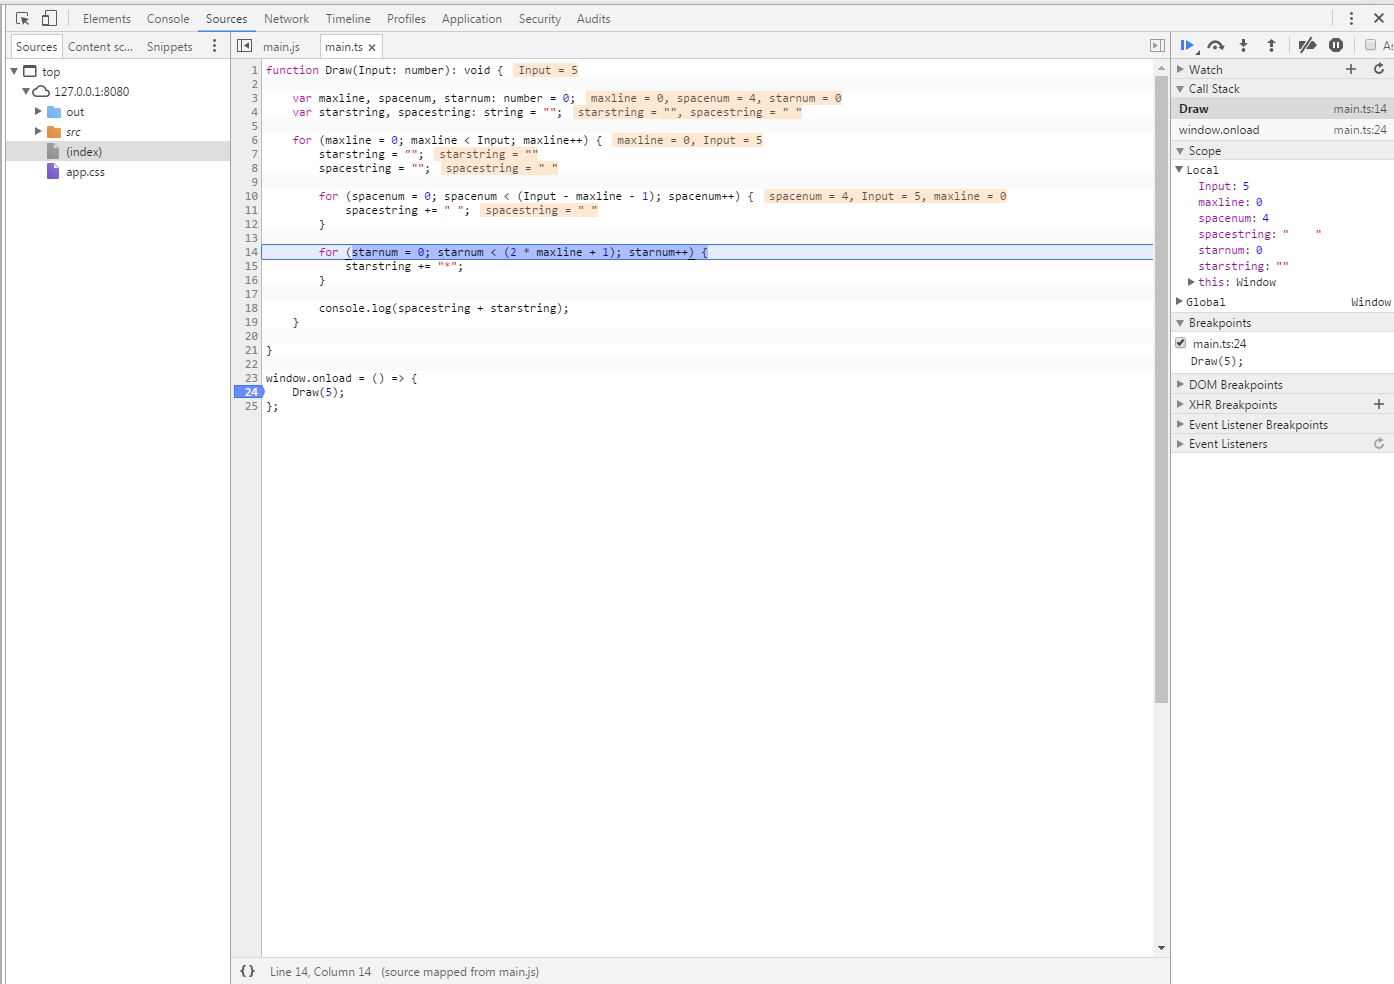 Elements Console Sources Network Timeline Profiles Application Security Audits
Sources Content sc... Snippets
main.js main.ts ×
top
127.0.0.1:8080
out
src
(index)
app.css
1 function Draw(Input: number): void { Input = 5
2
3 var maxline, spacenum, starnum: number = 0; maxline = 0, spacenum = 4, starnum = 0
4 var starstring, spacestring: string = ""; starstring = "", spacestring = " "
5
6 for (maxline = 0; maxline < Input; maxline++) { maxline = 0, Input = 5
7 starstring = ""; starstring = ""
8 spacestring = ""; spacestring = " "
9
10 for (spacenum = 0; spacenum < (Input - maxline - 1); spacenum++) { spacenum = 4, Input = 5, maxline = 0
11 spacestring += " "; spacestring = " "
12 }
13
14 for (starnum = 0; starnum < (2 * maxline + 1); starnum++) {
15 starstring += "*";
16 }
17
18 console.log(spacestring + starstring);
19 }
20
21 }
22
23 window.onload = () => {
24 Draw(5);
25 };
{} Line 14, Column 14 (source mapped from main.js)
As
Watch
Call Stack
Draw main.ts:14
window.onload main.ts:24
Scope
Local
Input: 5
maxline: 0
spacenum: 4
spacestring: "    "
starnum: 0
starstring: ""
this: Window
Global Window
Breakpoints
main.ts:24
Draw(5);
DOM Breakpoints
XHR Breakpoints
Event Listener Breakpoints
Event Listeners